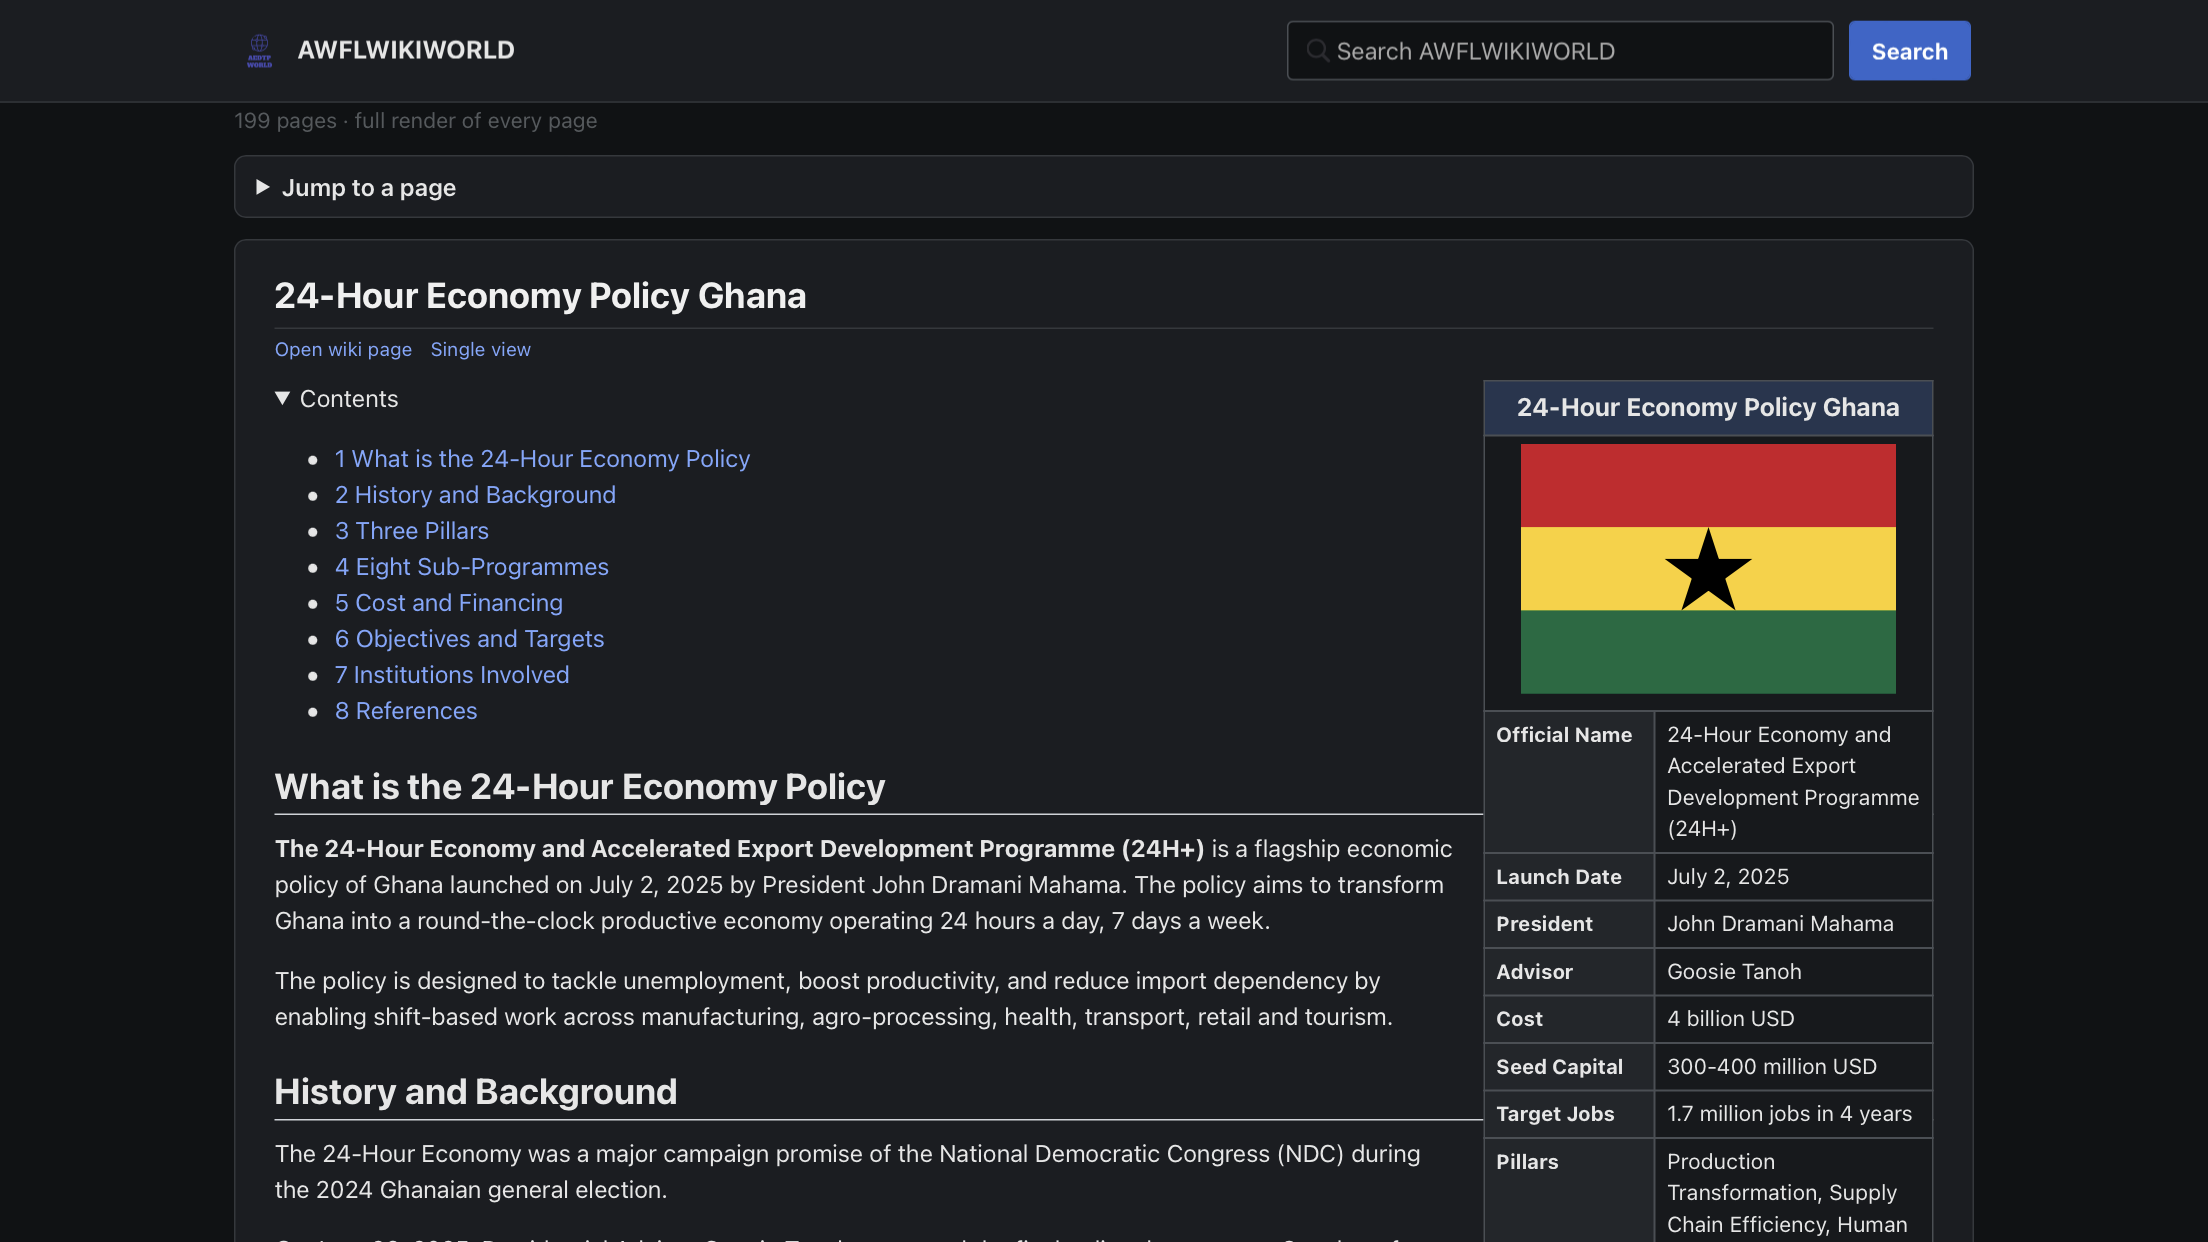 AEDTP
WORLD
AWFLWIKIWORLD
Search AWFLWIKIWORLD
Search
199 pages · full render of every page
Jump to a page
24-Hour Economy Policy Ghana
Open wiki page Single view
Contents
1 What is the 24-Hour Economy Policy
2 History and Background
3 Three Pillars
4 Eight Sub-Programmes
5 Cost and Financing
6 Objectives and Targets
7 Institutions Involved
8 References
What is the 24-Hour Economy Policy
The 24-Hour Economy and Accelerated Export Development Programme (24H+) is a flagship economic
policy of Ghana launched on July 2, 2025 by President John Dramani Mahama. The policy aims to transform
Ghana into a round-the-clock productive economy operating 24 hours a day, 7 days a week.
The policy is designed to tackle unemployment, boost productivity, and reduce import dependency by
enabling shift-based work across manufacturing, agro-processing, health, transport, retail and tourism.
History and Background
The 24-Hour Economy was a major campaign promise of the National Democratic Congress (NDC) during
the 2024 Ghanaian general election.
24-Hour Economy Policy Ghana
Official Name 24-Hour Economy and
Accelerated Export
Development Programme
(24H+)
Launch Date July 2, 2025
President John Dramani Mahama
Advisor Goosie Tanoh
Cost 4 billion USD
Seed Capital 300-400 million USD
Target Jobs 1.7 million jobs in 4 years
Pillars Production
Transformation, Supply
Chain Efficiency, Human